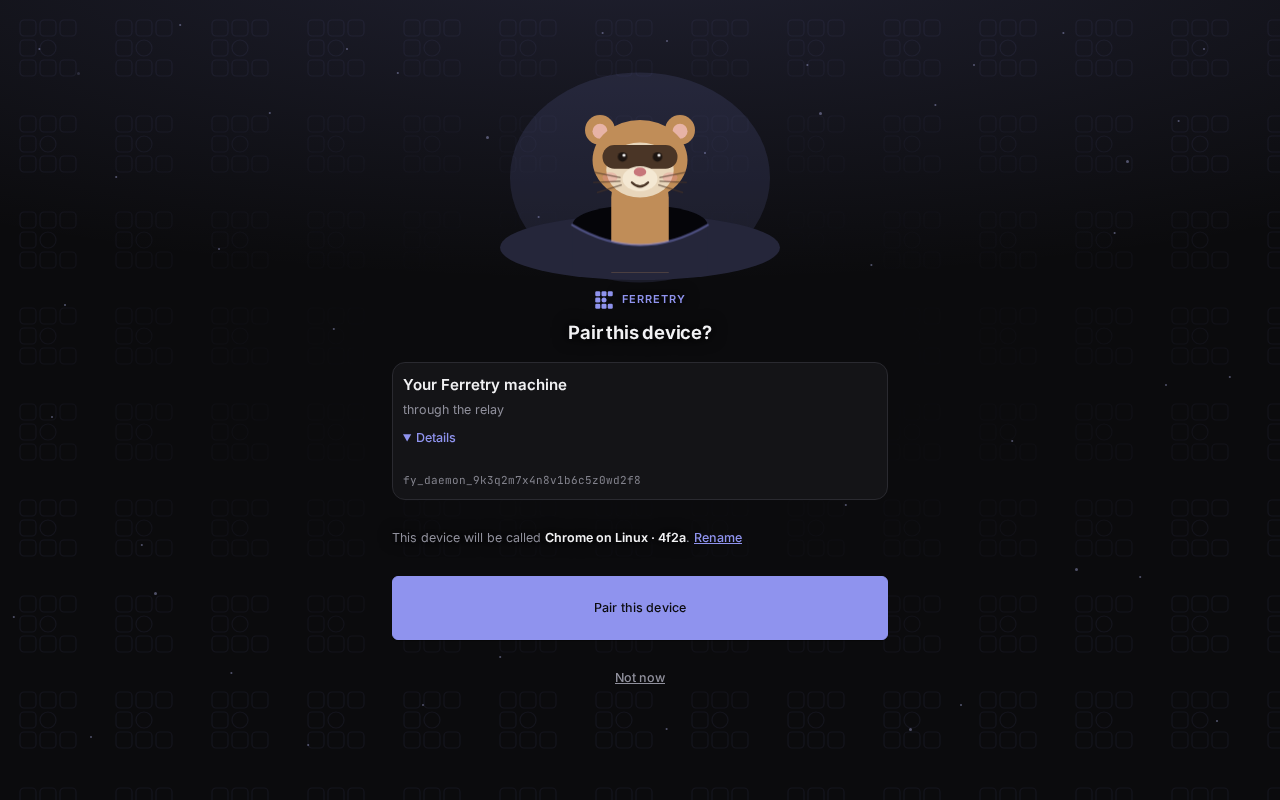 FERRETRY
Pair this device?
Your Ferretry machine
through the relay
Details
fy_daemon_9k3q2m7x4n8v1b6c5z0wd2f8
This device will be called Chrome on Linux · 4f2a. Rename
Pair this device
Not now